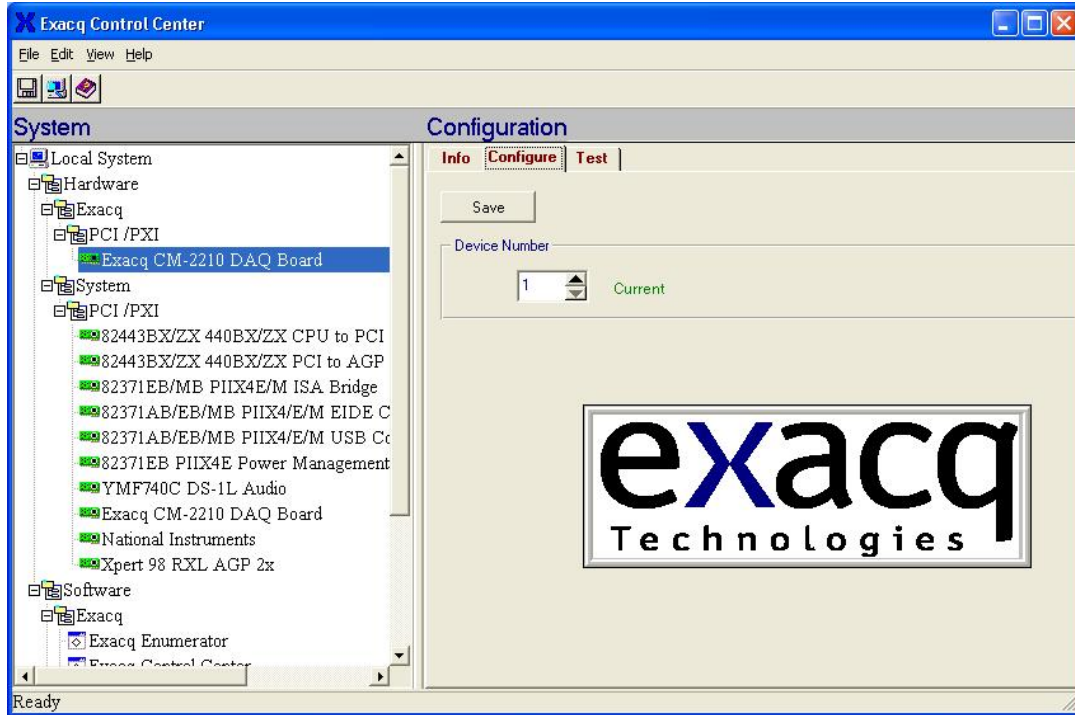 Exacq Control Center
File Edit View Help
System
Configuration
Local System
Hardware
Exacq
PCI /PXI
Exacq CM-2210 DAQ Board
System
PCI /PXI
82443BX/ZX 440BX/ZX CPU to PCI
82443BX/ZX 440BX/ZX PCI to AGP
82371EB/MB PIIX4E/M ISA Bridge
82371AB/EB/MB PIIX4/E/M EIDE C
82371AB/EB/MB PIIX4/E/M USB Co
82371EB PIIX4E Power Management
YMF740C DS-1L Audio
Exacq CM-2210 DAQ Board
National Instruments
Xpert 98 RXL AGP 2x
Software
Exacq
Exacq Enumerator
Exacq Control Center
Info Configure Test
Save
Device Number
1 Current
exacq
Technologies
Ready